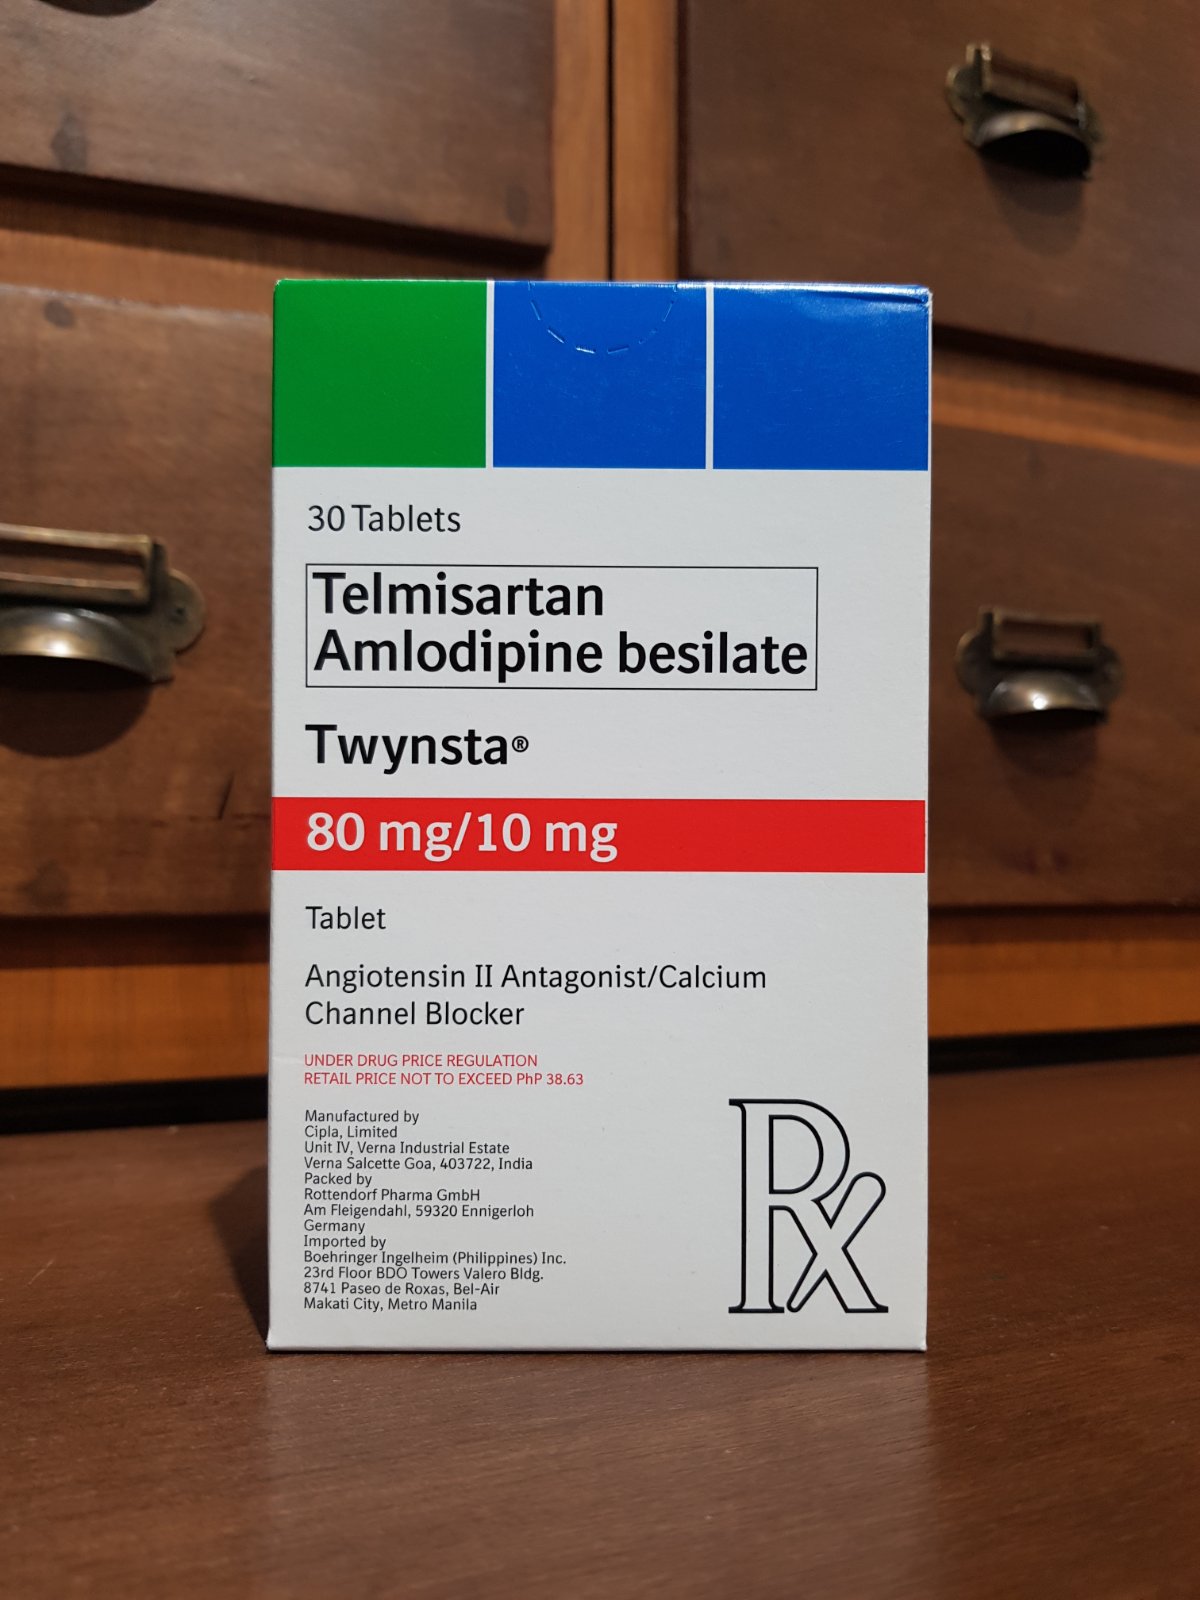 30 Tablets
Telmisartan
Amlodipine besilate
Twynsta®
80 mg/10 mg
Tablet
Angiotensin II Antagonist/Calcium
Channel Blocker
UNDER DRUG PRICE REGULATION
RETAIL PRICE NOT TO EXCEED PhP 38.63
Manufactured by
Cipla, Limited
Unit IV, Verna Industrial Estate
Verna Salcette Goa, 403722, India
Packed by
Rottendorf Pharma GmbH
Am Fleigendahl, 59320 Ennigerloh
Germany
Imported by
Boehringer Ingelheim (Philippines) Inc.
23rd Floor BDO Towers Valero Bldg.
8741 Paseo de Roxas, Bel-Air
Makati City, Metro Manila
Rx